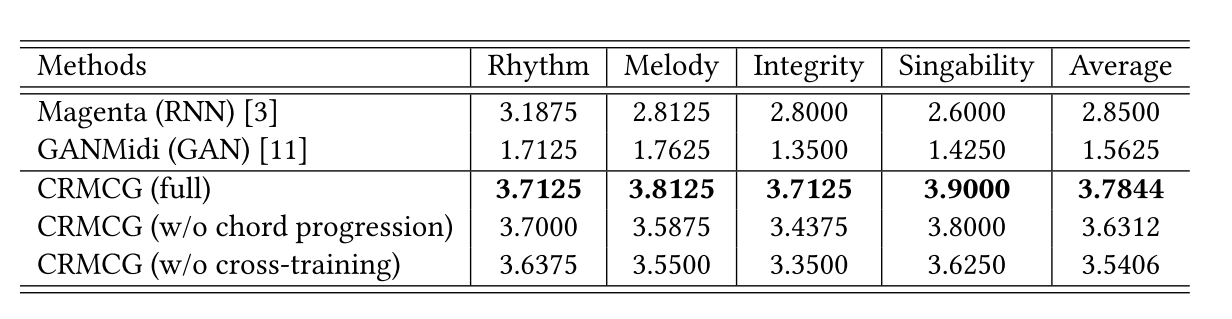 Methods Rhythm Melody Integrity Singability Average
Magenta (RNN) [3] 3.1875 2.8125 2.8000 2.6000 2.8500
GANMidi (GAN) [11] 1.7125 1.7625 1.3500 1.4250 1.5625
CRMCG (full) 3.7125 3.8125 3.7125 3.9000 3.7844
CRMCG (w/o chord progression) 3.7000 3.5875 3.4375 3.8000 3.6312
CRMCG (w/o cross-training) 3.6375 3.5500 3.3500 3.6250 3.5406